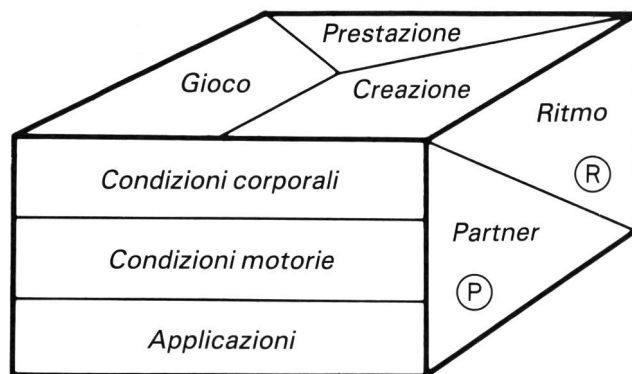 Prestazione
Gioco
Creazione
Ritmo
R
Condizioni corporali
Condizioni motorie
Partner
P
Applicazioni